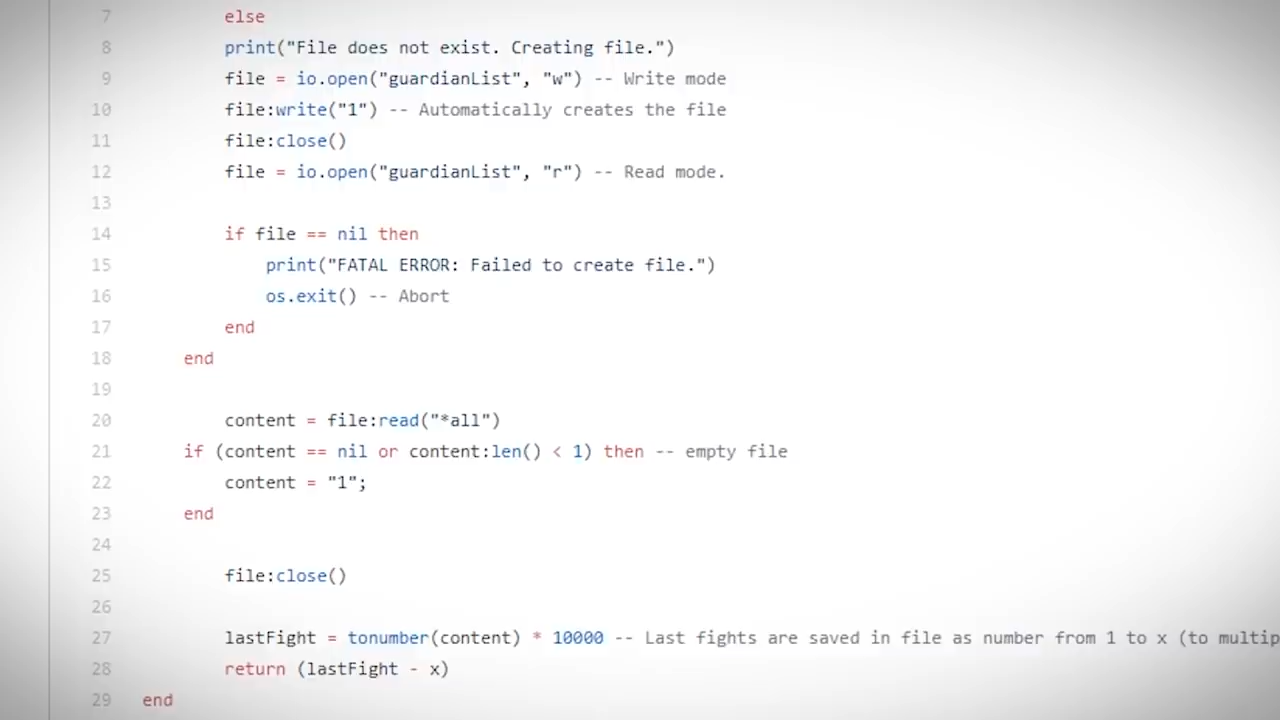 7 else
8 print("File does not exist. Creating file.")
9 file = io.open("guardianList", "w") -- Write mode
10 file:write("1") -- Automatically creates the file
11 file:close()
12 file = io.open("guardianList", "r") -- Read mode.
13
14 if file == nil then
15 print("FATAL ERROR: Failed to create file.")
16 os.exit() -- Abort
17 end
18 end
19
20 content = file:read("*all")
21 if (content == nil or content:len() < 1) then -- empty file
22 content = "1";
23 end
24
25 file:close()
26
27 lastFight = tonumber(content) * 10000 -- Last fights are saved in file as number from 1 to x (to multip
28 return (lastFight - x)
29 end